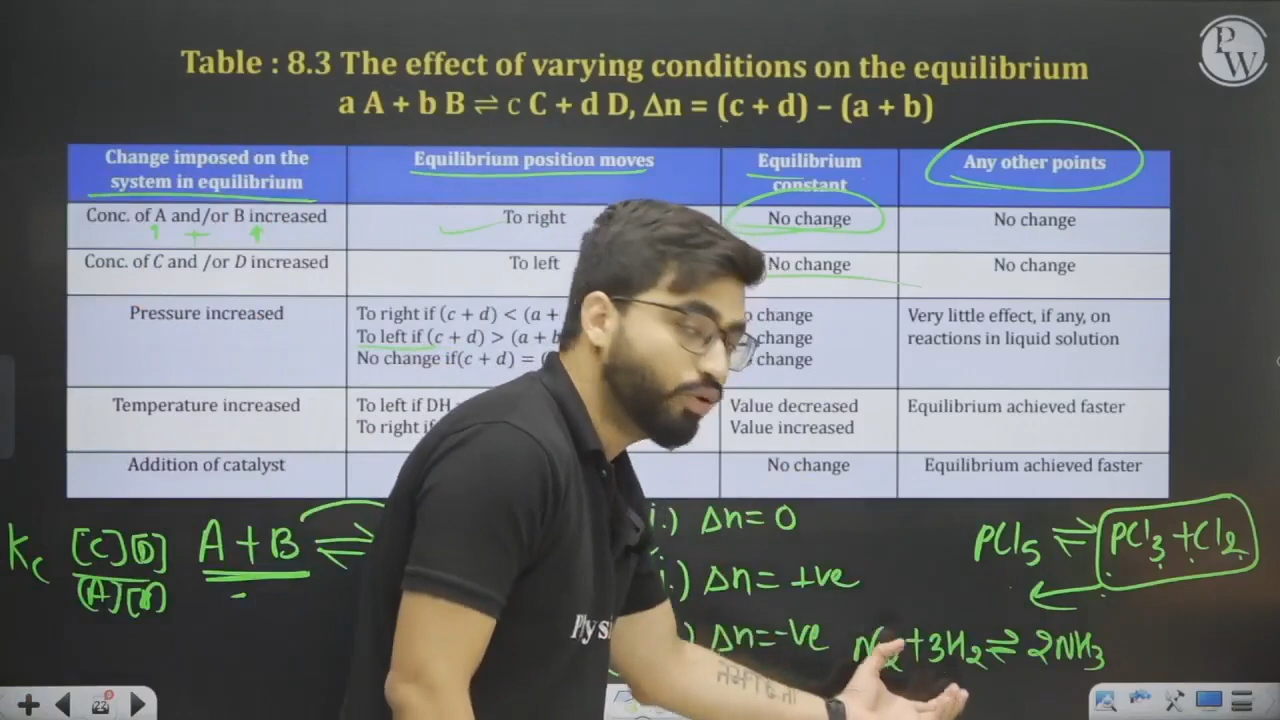 PW
Table : 8.3 The effect of varying conditions on the equilibrium
a A + b B ⇌ c C + d D, Δn = (c + d) – (a + b)
Change imposed on the system in equilibrium
Equilibrium position moves
Equilibrium constant
Any other points
Conc. of A and/or B increased
To right
No change
No change
Conc. of C and /or D increased
To left
No change
No change
Pressure increased
To right if (c + d) < (a +
To left if (c + d) > (a + b
No change if(c + d) = (
change
change
change
Very little effect, if any, on
reactions in liquid solution
Temperature increased
To left if DH
To right if
Value decreased
Value increased
Equilibrium achieved faster
Addition of catalyst
No change
Equilibrium achieved faster
Kc [C][D]
[A][B]
A + B ⇌
i.) Δn = 0
i.) Δn = +ve
) Δn = -ve
PCl5 ⇌ PCl3 + Cl2
N2 + 3H2 ⇌ 2NH3
Physi
22